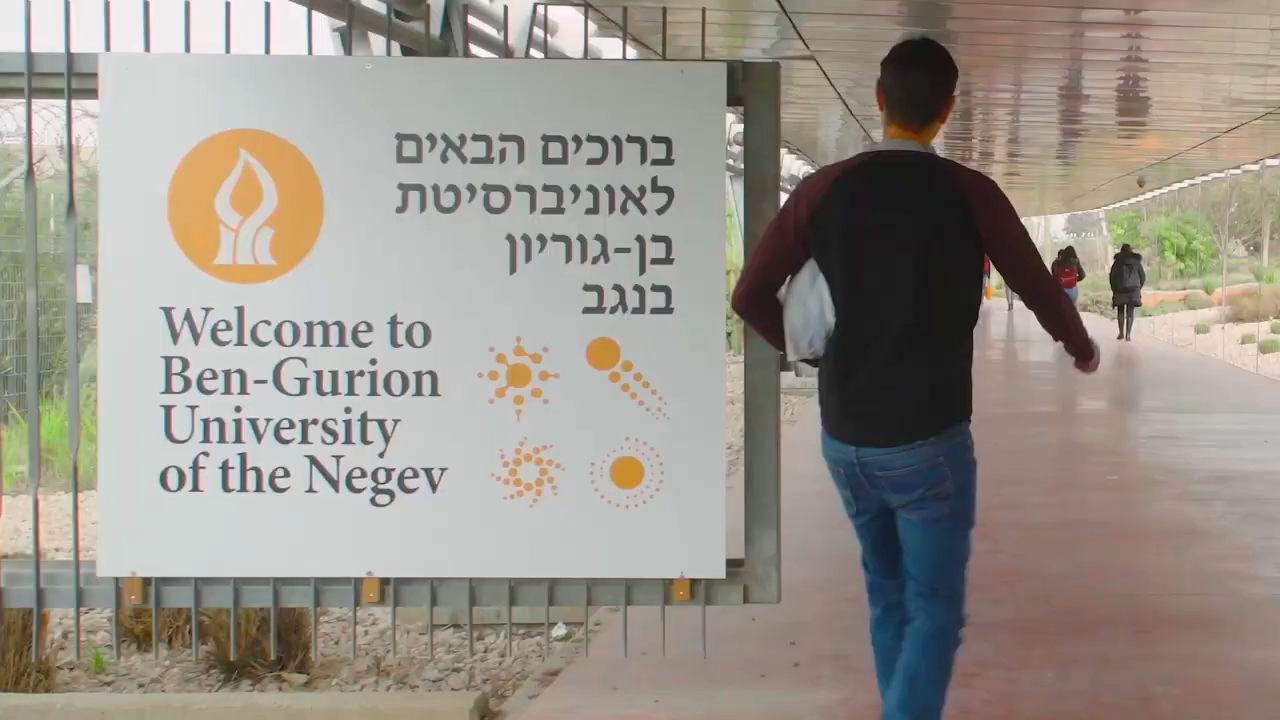 ברוכים הבאים
לאוניברסיטת
בן-גוריון
בנגב
Welcome to
Ben-Gurion
University
of the Negev